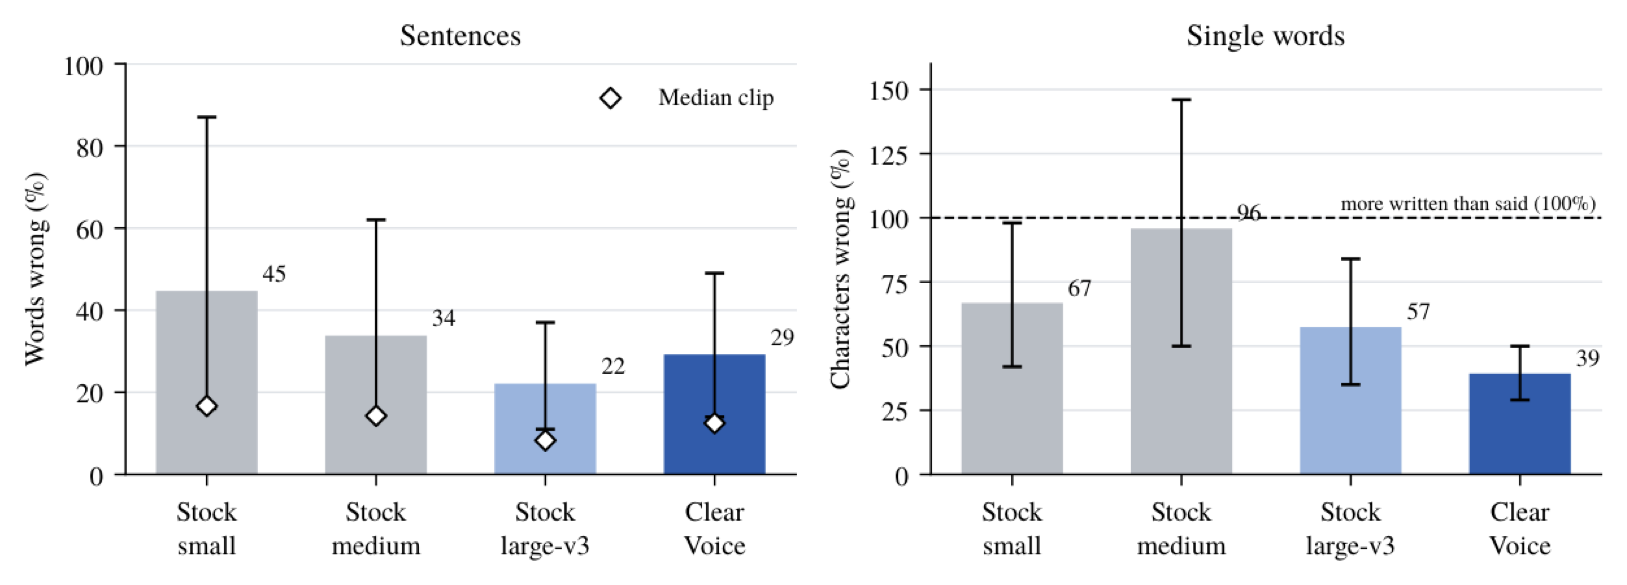 Sentences
Words wrong (%)
100
80
60
40
20
0
Median clip
45
34
22
29
Stock small
Stock medium
Stock large-v3
Clear Voice
Single words
Characters wrong (%)
150
125
100
75
50
25
0
more written than said (100%)
67
96
57
39
Stock small
Stock medium
Stock large-v3
Clear Voice